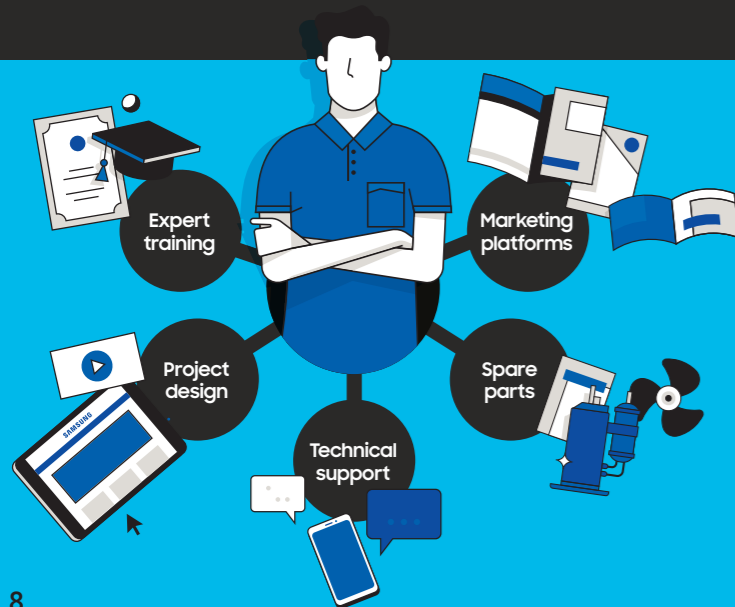 Expert
training
Marketing
platforms
Project
design
Spare
parts
SAMSUNG
Technical
support
8